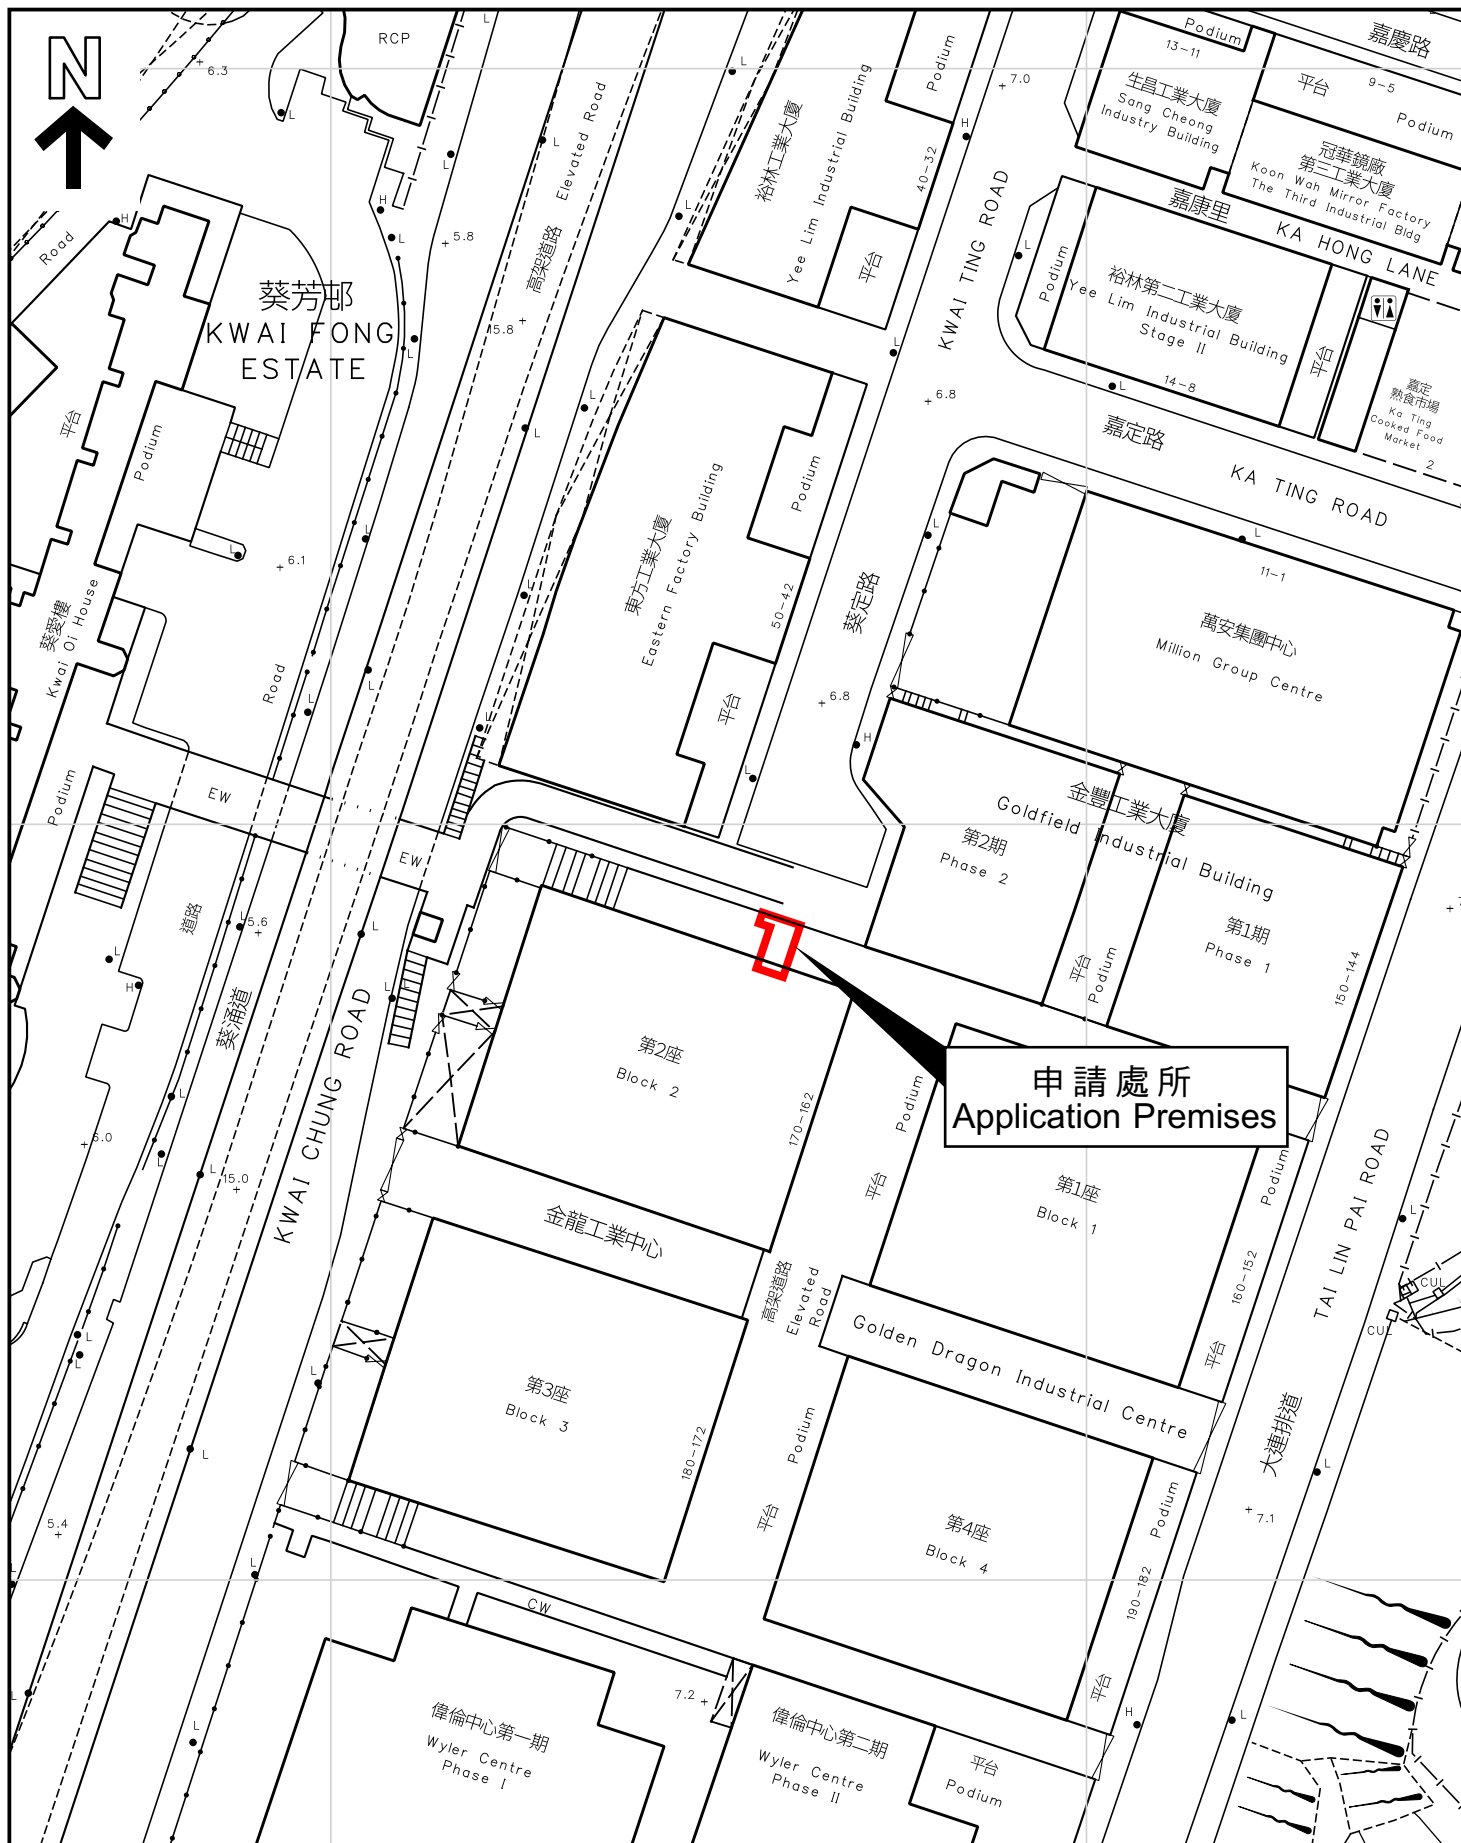 N
RCP
L
6.3
L
L
L
Elevated Road
高架道路
裕林工業大廈
Yee Lim Industrial Building
Podium
40-32
平台
7.0
H
KWAI TING ROAD
Podium
13-11
生昌工業大廈
Sang Cheong
Industry Building
嘉慶路
平台
9-5
Podium
冠華鏡廠
第三工業大廈
Koon Wah Mirror Factory
The Third Industrial Bldg
嘉康里
KA HONG LANE
Podium
裕林第二工業大廈
Yee Lim Industrial Building
Stage II
14-8
平台
嘉定
熟食市場
Ka Ting
Cooked Food
Market
2
H
Road
H
L
5.8
葵芳邨
KWAI FONG
ESTATE
15.8
L
L
L
L
L
6.8
L
嘉定路
KA TING ROAD
平台
Podium
L
6.1
L
葵愛樓
Kwai Oi House
Road
L
L
L
L
東方工業大廈
Eastern Factory Building
Podium
50-42
平台
L
葵定路
6.8
H
L
L
11-1
萬安集團中心
Million Group Centre
金豐工業大廈
Goldfield Industrial Building
第2期
Phase 2
第1期
Phase 1
平台
Podium
150-144
EW
EW
Podium
道路
5.6
L
L
H
葵涌道
KWAI CHUNG ROAD
L
L
第2座
Block 2
170-162
申請處所
Application Premises
Podium
平台
第1座
Block 1
Podium
160-152
平台
6.0
L
L
15.0
L
金龍工業中心
高架道路
Elevated
Road
Golden Dragon Industrial Centre
TAI LIN PAI ROAD
大連排道
L
CUL
CUL
L
L
L
第3座
Block 3
180-172
Podium
平台
第4座
Block 4
Podium
190-182
平台
L
7.1
5.4
L
L
L
CW
7.2
L
L
偉倫中心第一期
Wyler Centre
Phase I
偉倫中心第二期
Wyler Centre
Phase II
平台
Podium
H
L